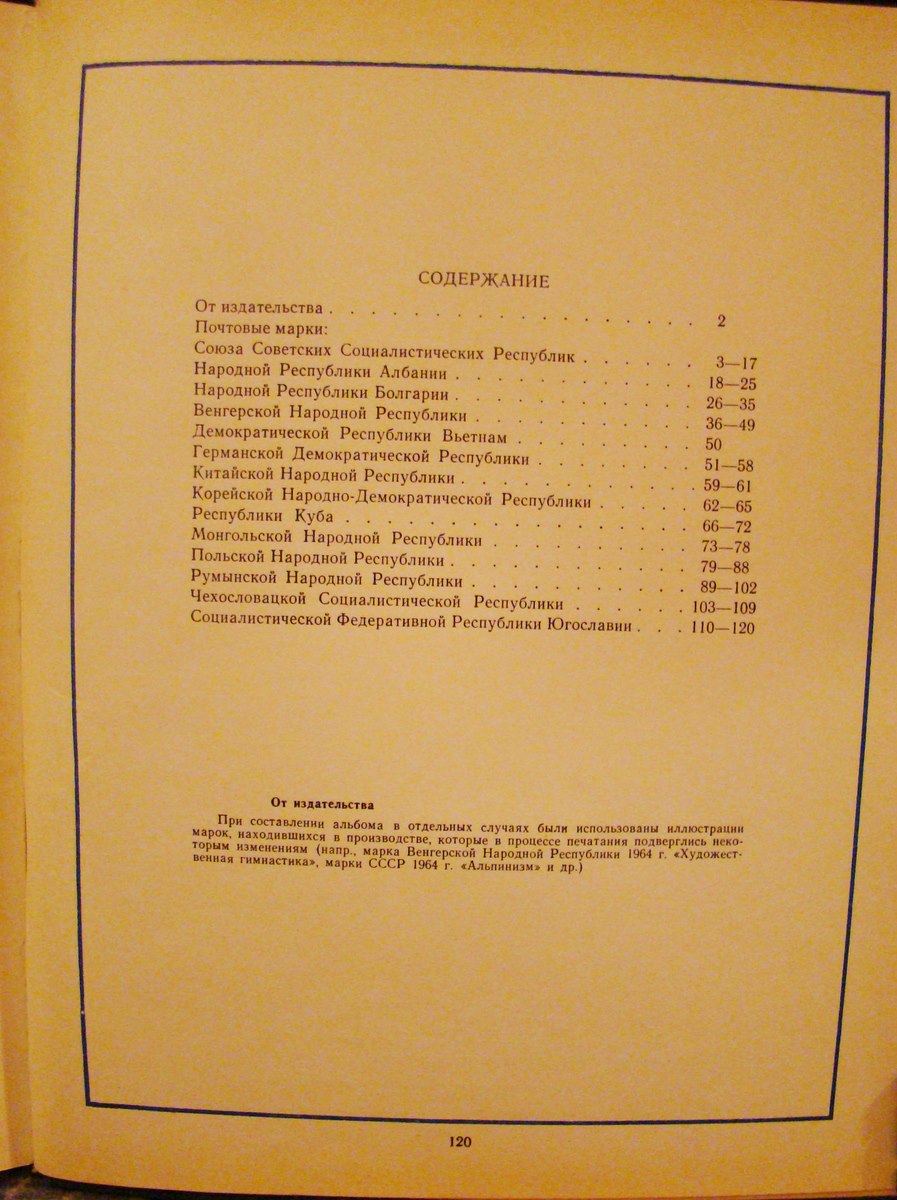 СОДЕРЖАНИЕ
От издательства . . . . . . . . . . . . . . . . . . 2
Почтовые марки:
Союза Советских Социалистических Республик . . . . . . 3—17
Народной Республики Албании . . . . . . . . . . . 18—25
Народной Республики Болгарии . . . . . . . . . . . 26—35
Венгерской Народной Республики . . . . . . . . . . 36—49
Демократической Республики Вьетнам . . . . . . . . 50
Германской Демократической Республики . . . . . . . 51—58
Китайской Народной Республики . . . . . . . . . . . 59—61
Корейской Народно-Демократической Республики . . . . . 62—65
Республики Куба . . . . . . . . . . . . . . . . 66—72
Монгольской Народной Республики . . . . . . . . . 73—78
Польской Народной Республики . . . . . . . . . . . 79—88
Румынской Народной Республики . . . . . . . . . . 89—102
Чехословацкой Социалистической Республики . . . . . . 103—109
Социалистической Федеративной Республики Югославии . . . 110—120
От издательства
При составлении альбома в отдельных случаях были использованы иллюстрации
марок, находившихся в производстве, которые в процессе печатания подверглись неко-
торым изменениям (напр., марка Венгерской Народной Республики 1964 г. «Художест-
венная гимнастика», марки СССР 1964 г. «Альпинизм» и др.)
120